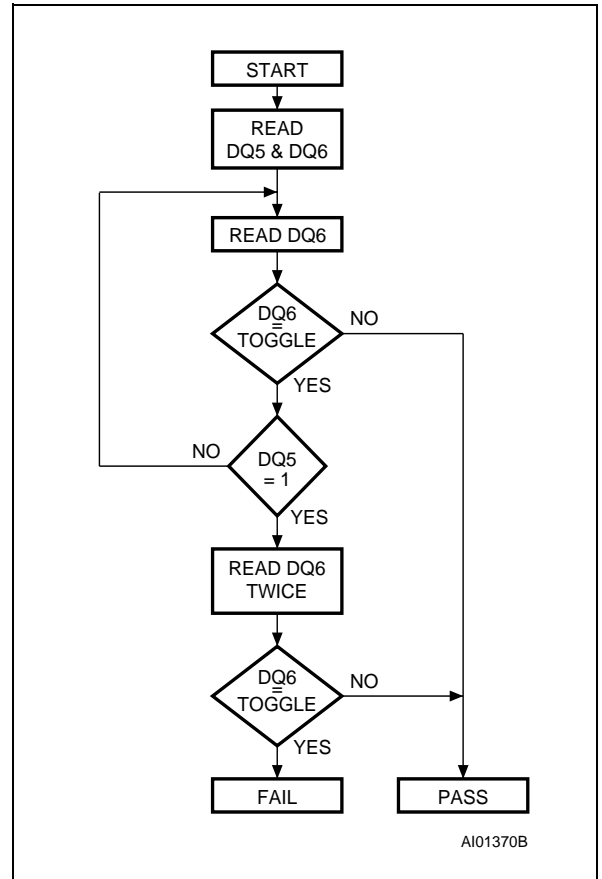 START
READ
DQ5 & DQ6
READ DQ6
DQ6
=
TOGGLE
NO
YES
NO
DQ5
= 1
YES
READ DQ6
TWICE
DQ6
=
TOGGLE
NO
YES
FAIL
PASS
AI01370B